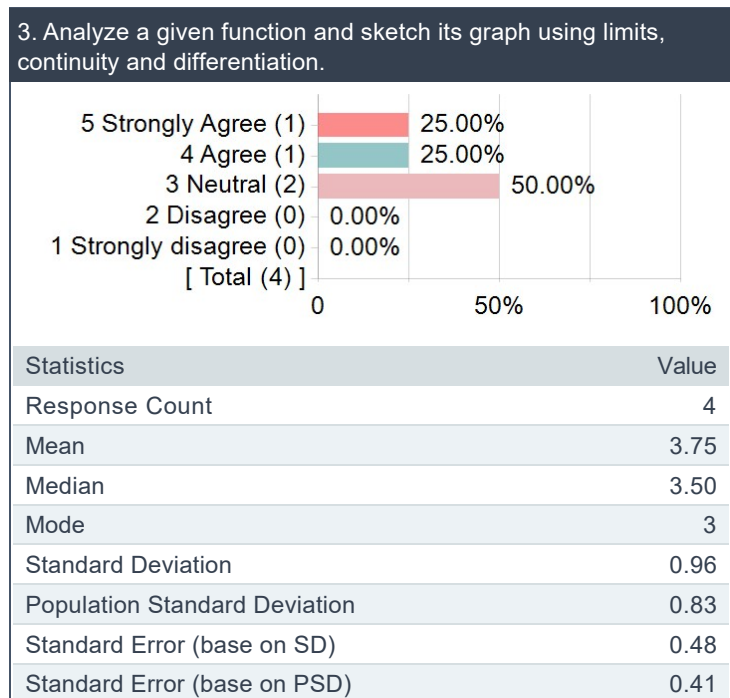 3. Analyze a given function and sketch its graph using limits,
continuity and differentiation.
5 Strongly Agree (1) 25.00%
4 Agree (1) 25.00%
3 Neutral (2) 50.00%
2 Disagree (0) 0.00%
1 Strongly disagree (0) 0.00%
[ Total (4) ]
0 50% 100%
Statistics Value
Response Count 4
Mean 3.75
Median 3.50
Mode 3
Standard Deviation 0.96
Population Standard Deviation 0.83
Standard Error (base on SD) 0.48
Standard Error (base on PSD) 0.41